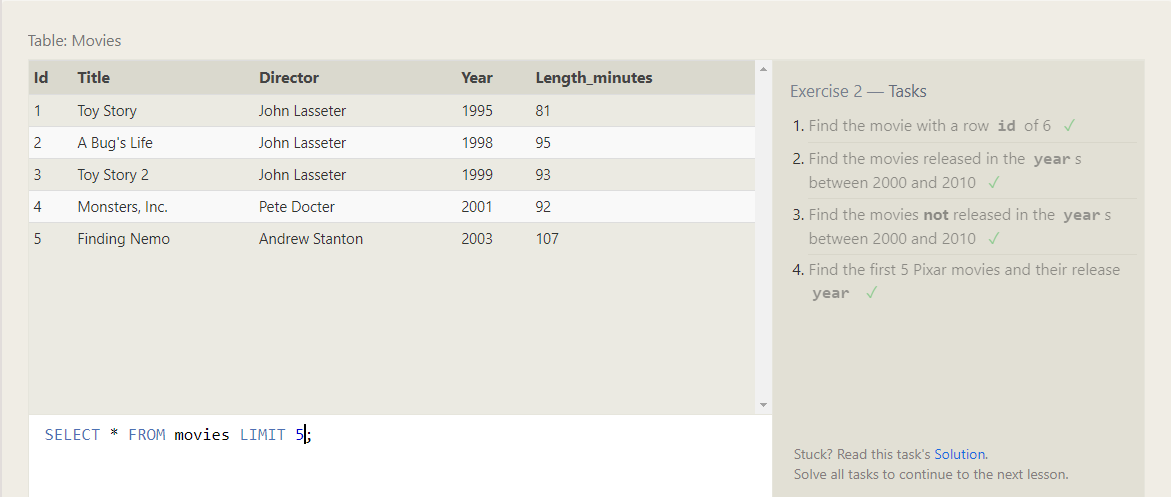 Table: Movies
Id Title Director Year Length_minutes
1 Toy Story John Lasseter 1995 81
2 A Bug's Life John Lasseter 1998 95
3 Toy Story 2 John Lasseter 1999 93
4 Monsters, Inc. Pete Docter 2001 92
5 Finding Nemo Andrew Stanton 2003 107
SELECT * FROM movies LIMIT 5;
Exercise 2 — Tasks
1. Find the movie with a row id of 6 ✓
2. Find the movies released in the year s
between 2000 and 2010 ✓
3. Find the movies not released in the year s
between 2000 and 2010 ✓
4. Find the first 5 Pixar movies and their release
year ✓
Stuck? Read this task's Solution.
Solve all tasks to continue to the next lesson.